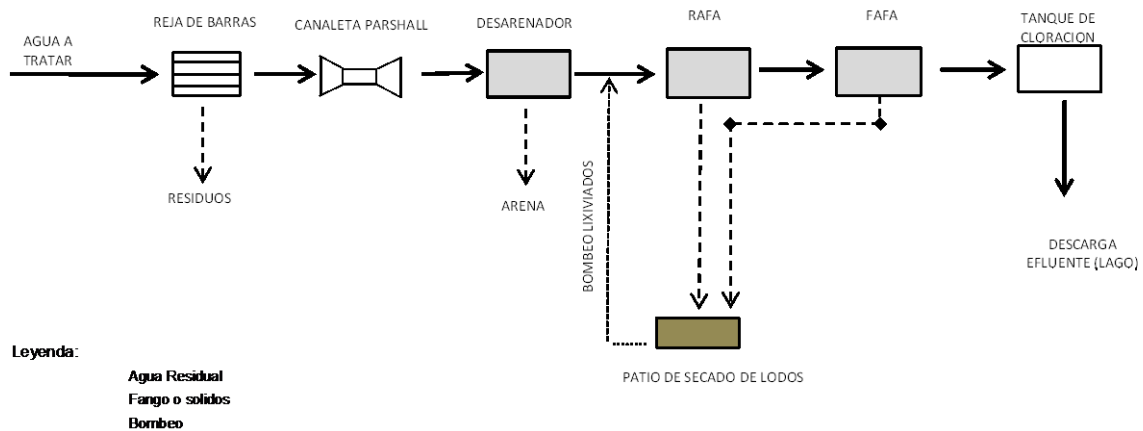 REJA DE BARRAS
CANALETA PARSHALL
DESARENADOR
RAFA
FAFA
TANQUE DE
CLORACION
AGUA A
TRATAR
RESIDUOS
ARENA
BOMBEO LIXIVIADOS
DESCARGA
EFLUENTE (LAGO)
PATIO DE SECADO DE LODOS
Leyenda:
Agua Residual
Fango o solidos
Bombeo